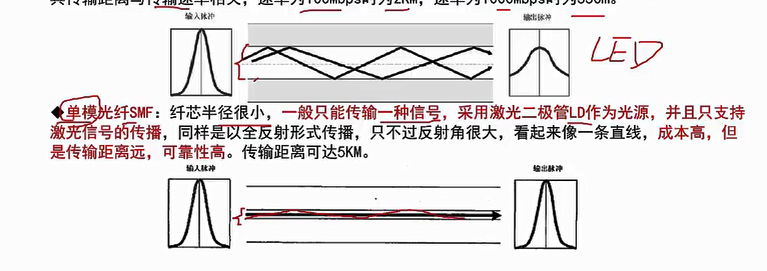 其传输距离与传输速率相关，速率为100Mbps时为2KM，速率为1000Mbps时为550m。
输入脉冲 输出脉冲
LED
◆单模光纤SMF：纤芯半径很小，一般只能传输一种信号，采用激光二极管LD作为光源，并且只支持
激光信号的传播，同样是以全反射形式传播，只不过反射角很大，看起来像一条直线，成本高，但
是传输距离远，可靠性高。传输距离可达5KM。
输入脉冲 输出脉冲